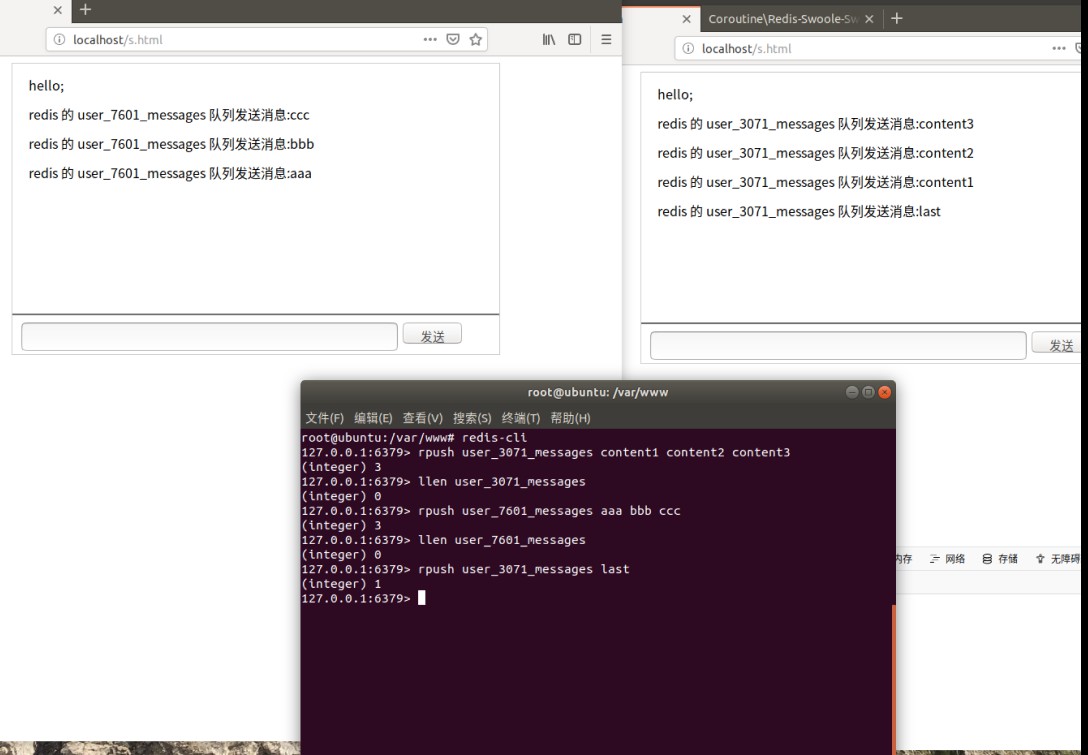 localhost/s.html
hello;
redis 的 user_7601_messages 队列发送消息:ccc
redis 的 user_7601_messages 队列发送消息:bbb
redis 的 user_7601_messages 队列发送消息:aaa
发送
Coroutine\Redis-Swoole-Sw
localhost/s.html
hello;
redis 的 user_3071_messages 队列发送消息:content3
redis 的 user_3071_messages 队列发送消息:content2
redis 的 user_3071_messages 队列发送消息:content1
redis 的 user_3071_messages 队列发送消息:last
发送
内存 网络 存储 无障碍
root@ubuntu: /var/www
文件(F) 编辑(E) 查看(V) 搜索(S) 终端(T) 帮助(H)
root@ubuntu:/var/www# redis-cli
127.0.0.1:6379> rpush user_3071_messages content1 content2 content3
(integer) 3
127.0.0.1:6379> llen user_3071_messages
(integer) 0
127.0.0.1:6379> rpush user_7601_messages aaa bbb ccc
(integer) 3
127.0.0.1:6379> llen user_7601_messages
(integer) 0
127.0.0.1:6379> rpush user_3071_messages last
(integer) 1
127.0.0.1:6379>